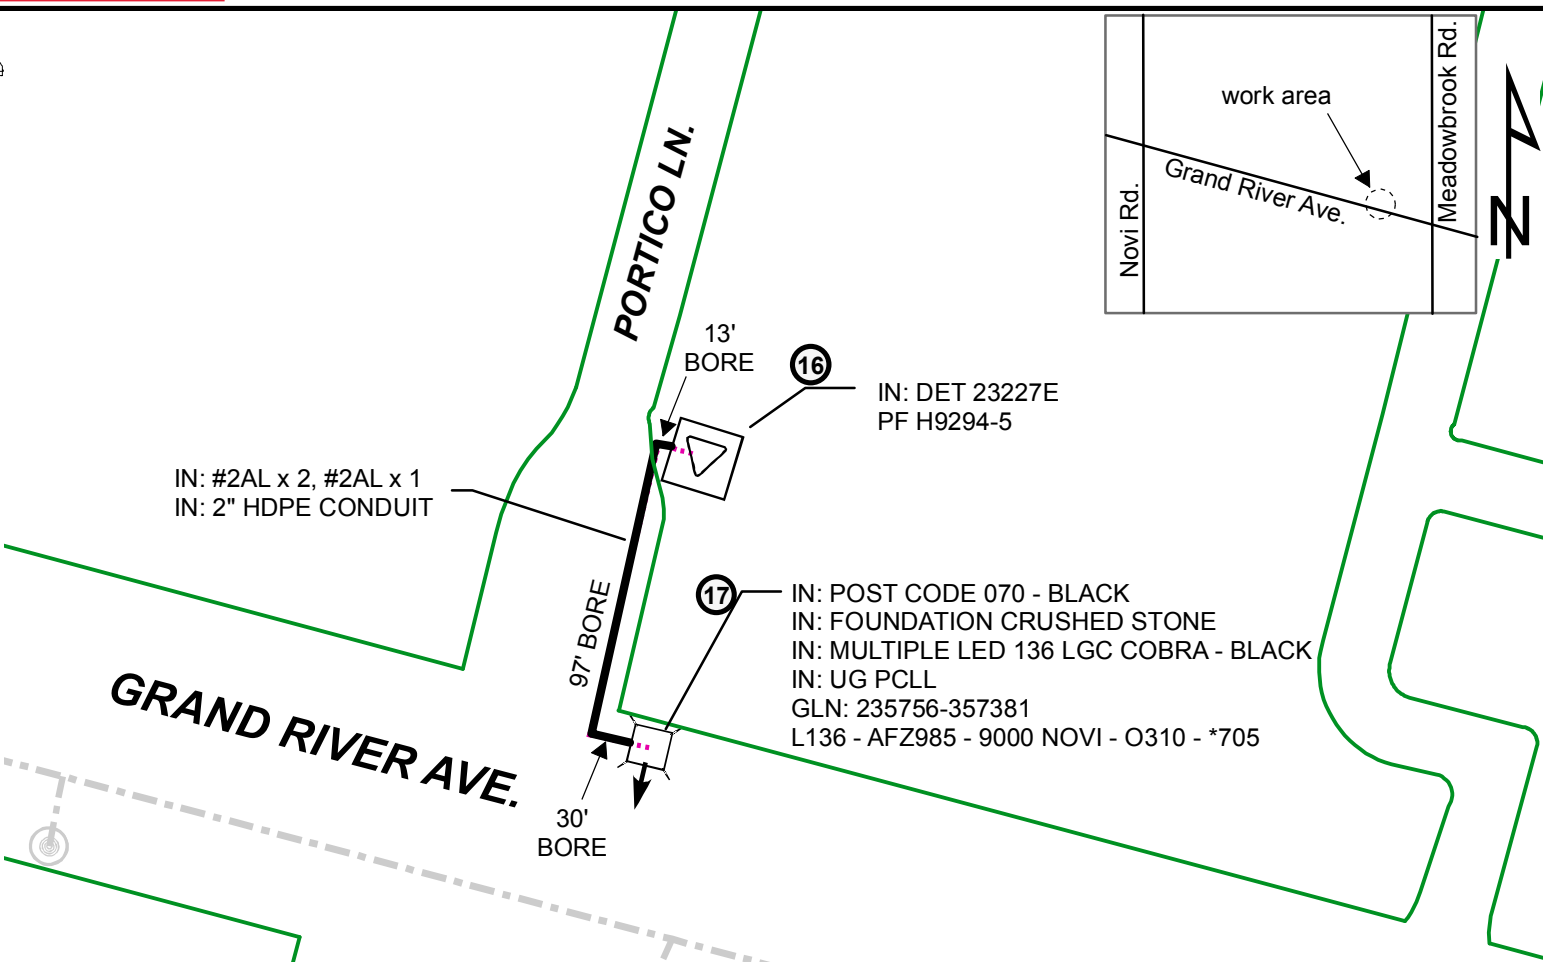 work area
Grand River Ave.
Novi Rd.
Meadowbrook Rd.
N
PORTICO LN.
13'
BORE
16
IN: DET 23227E
PF H9294-5
IN: #2AL x 2, #2AL x 1
IN: 2" HDPE CONDUIT
97' BORE
17
IN: POST CODE 070 - BLACK
IN: FOUNDATION CRUSHED STONE
IN: MULTIPLE LED 136 LGC COBRA - BLACK
IN: UG PCLL
GLN: 235756-357381
L136 - AFZ985 - 9000 NOVI - O310 - *705
GRAND RIVER AVE.
30'
BORE